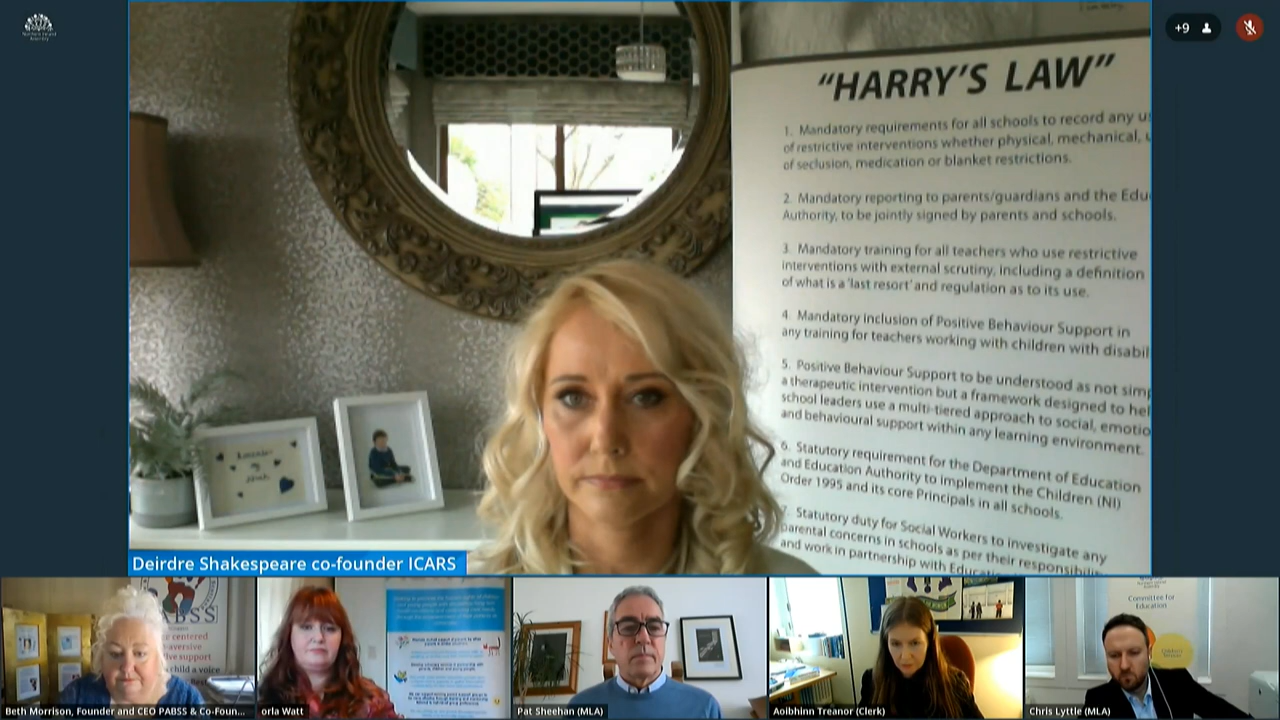 +9
"HARRY'S LAW"
1. Mandatory requirements for all schools to record any
of restrictive interventions whether physical, mechanical,
of seclusion, medication or blanket restrictions.
2. Mandatory reporting to parents/guardians and the
Authority, to be jointly signed by parents and schools.
3. Mandatory training for all teachers who use restrictive
interventions with external scrutiny, including a definition
of what is a 'last resort' and regulation as to its use.
4. Mandatory inclusion of Positive Behaviour Support in
any training for teachers working with children with
5. Positive Behaviour Support to be understood as not
a therapeutic intervention but a framework designed to
school leaders use a multi-tiered approach to social,
and behavioural support within any learning environment.
6. Statutory requirement for the Department of Education
and Education Authority to implement the Children (NI)
Order 1995 and its core Principals in all schools.
7. Statutory duty for Social Workers to investigate any
parental concerns in schools as per their responsibility
and work in partnership with
Deirdre Shakespeare co-founder ICARS
PABSS
Committee for
Education
Beth Morrison, Founder and CEO PABSS & Co-Foun...
orla Watt
Pat Sheehan (MLA)
Aoibhinn Treanor (Clerk)
Chris Lyttle (MLA)